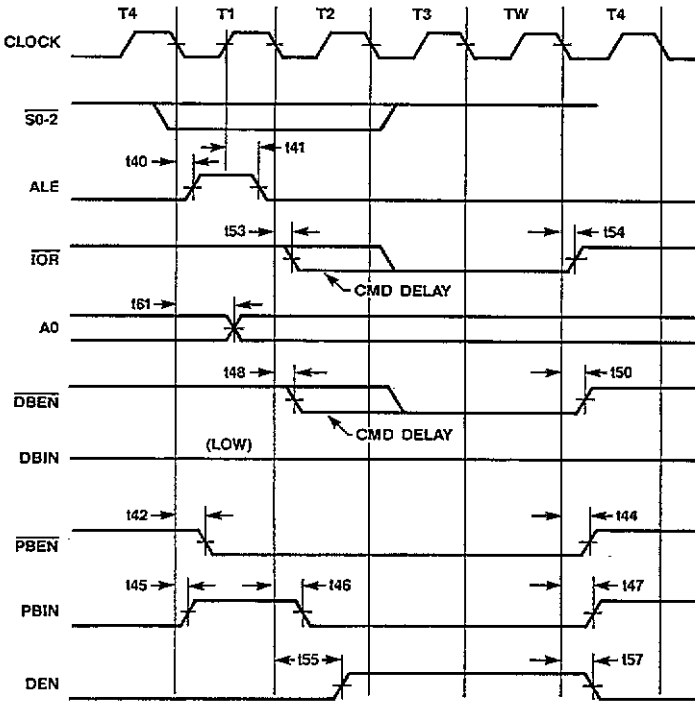 T4 T1 T2 T3 TW T4
CLOCK
S0-2
t40 t41
ALE
t53 t54
IOR
CMD DELAY
t61
A0
t48 t50
DBEN
CMD DELAY
(LOW)
DBIN
t42 t44
PBEN
t45 t46 t47
PBIN
t55 t57
DEN